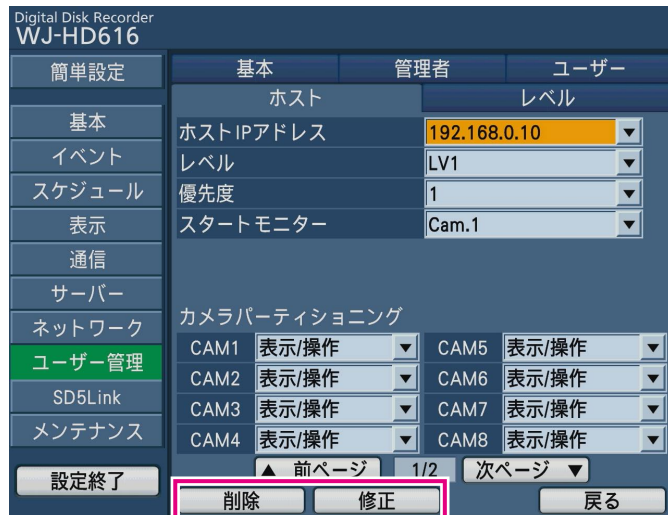 Digital Disk Recorder
WJ-HD616
簡単設定
基本
イベント
スケジュール
表示
通信
サーバー
ネットワーク
ユーザー管理
SD5Link
メンテナンス
設定終了
基本 管理者 ユーザー
ホスト レベル
ホストIPアドレス 192.168.0.10 ▼
レベル LV1 ▼
優先度 1 ▼
スタートモニター Cam.1 ▼
カメラパーティショニング
CAM1 表示/操作 ▼ CAM5 表示/操作 ▼
CAM2 表示/操作 ▼ CAM6 表示/操作 ▼
CAM3 表示/操作 ▼ CAM7 表示/操作 ▼
CAM4 表示/操作 ▼ CAM8 表示/操作 ▼
▲ 前ページ 1/2 次ページ ▼
削除 修正 戻る